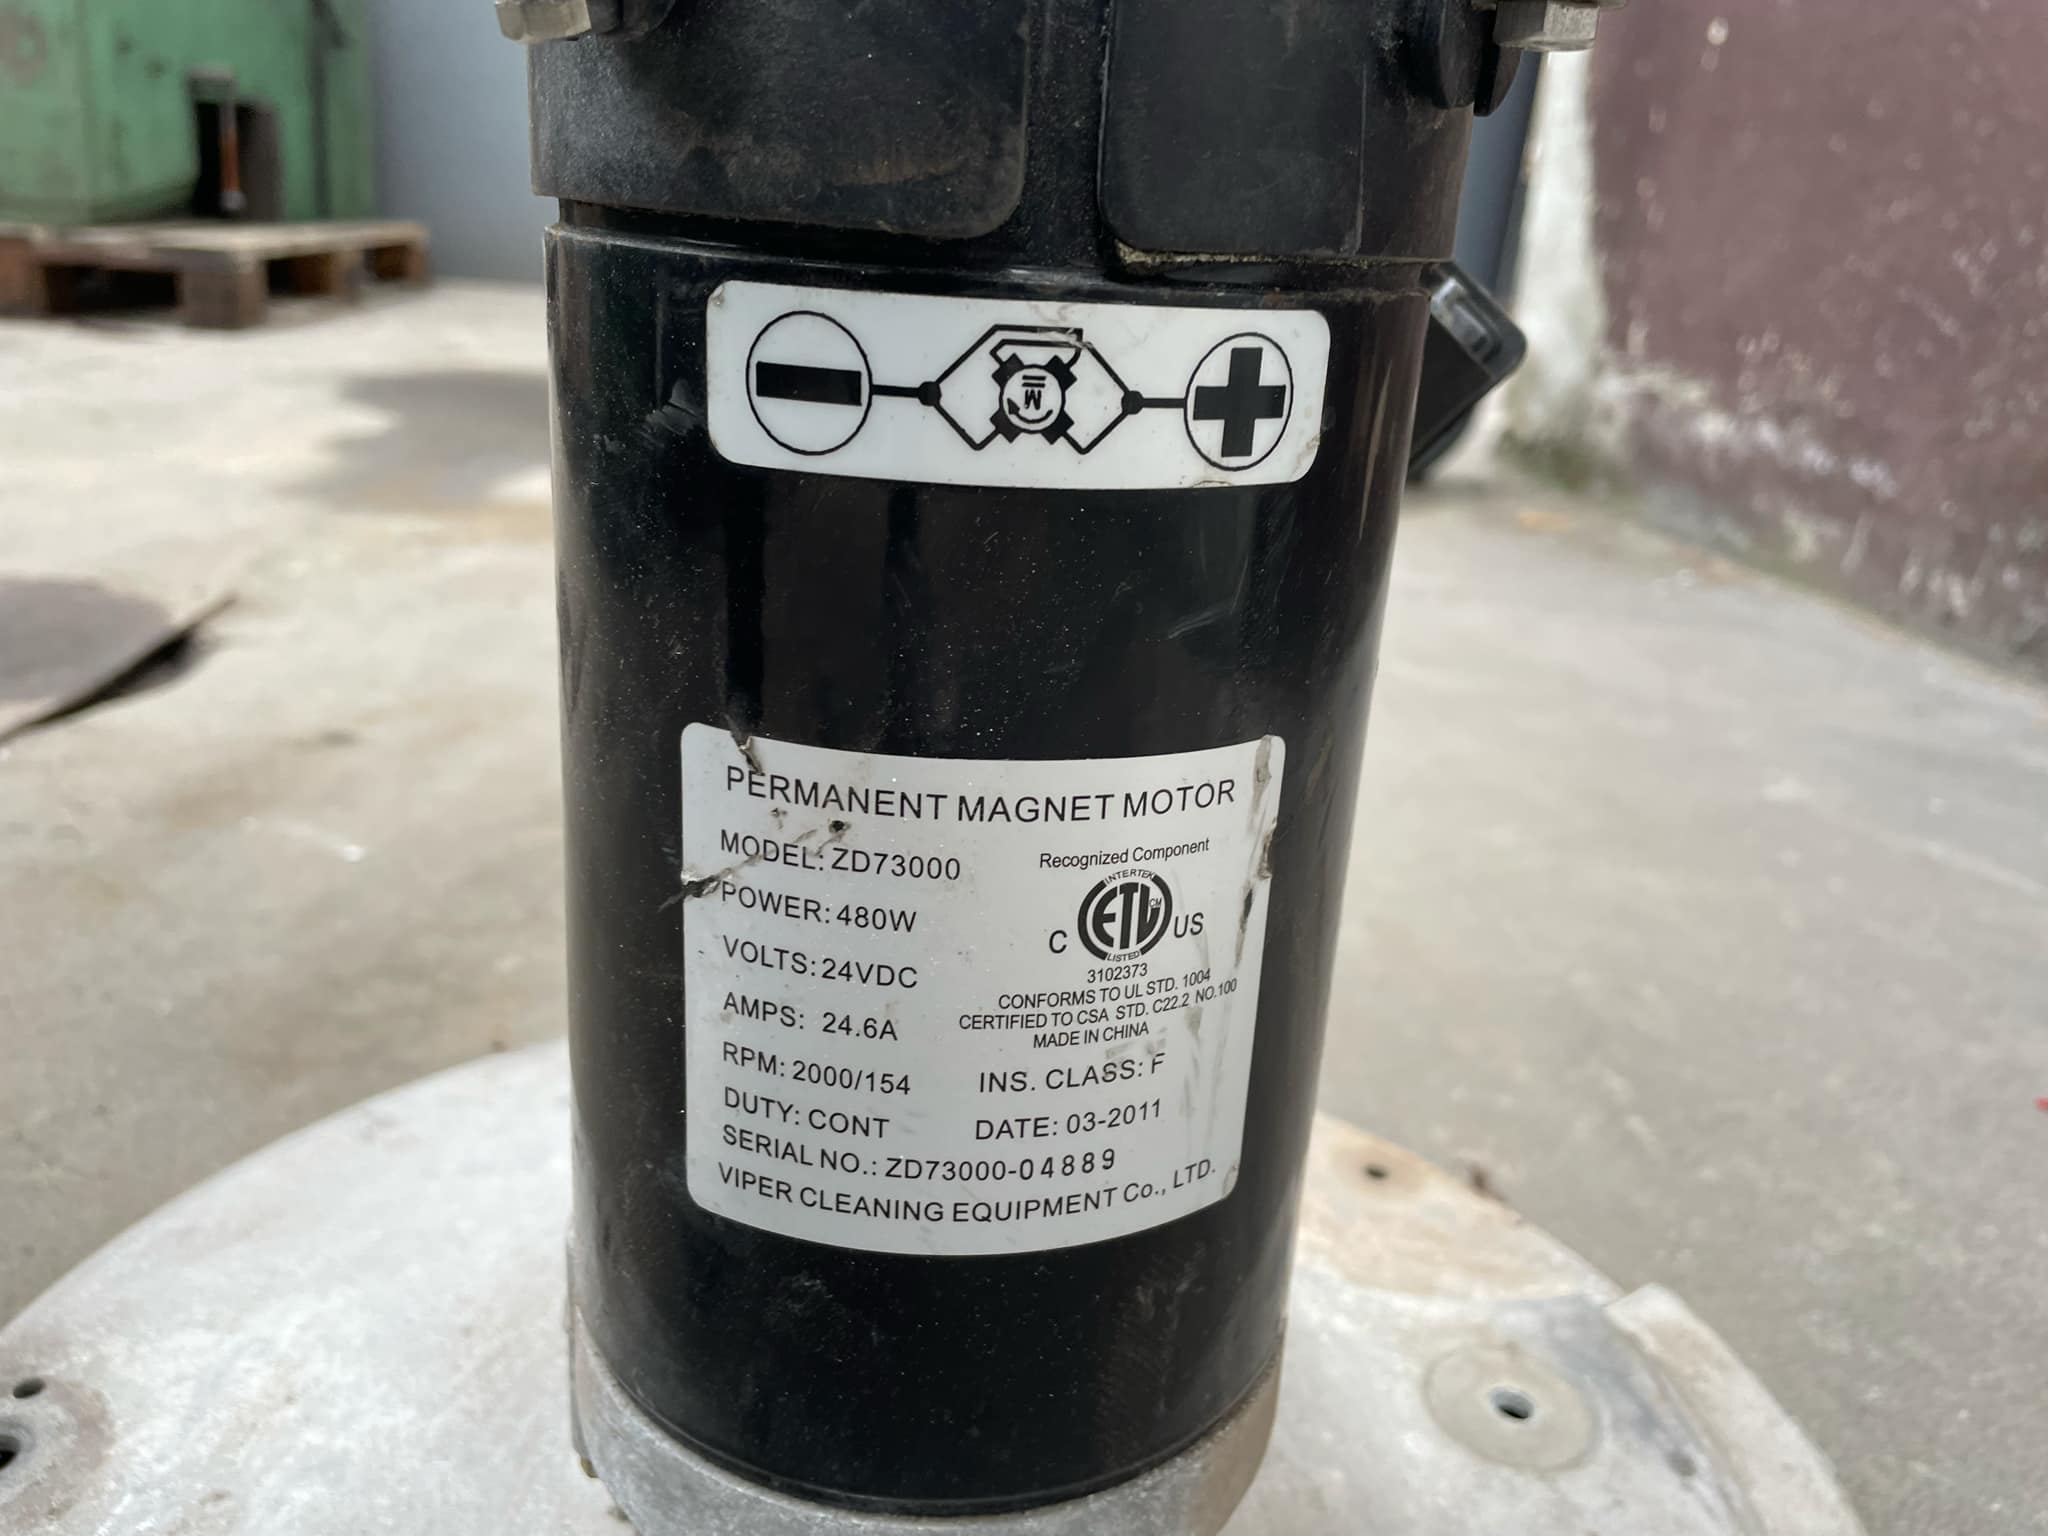 M
PERMANENT MAGNET MOTOR
MODEL: ZD73000
POWER: 480W
VOLTS: 24VDC
AMPS: 24.6A
RPM: 2000/154
DUTY: CONT
Recognized Component
INTERTEK
C ETL CM US
LISTED
3102373
CONFORMS TO UL STD. 1004
CERTIFIED TO CSA STD. C22.2 NO.100
MADE IN CHINA
INS. CLASS: F
DATE: 03-2011
SERIAL NO.: ZD73000-04889
VIPER CLEANING EQUIPMENT Co., LTD.